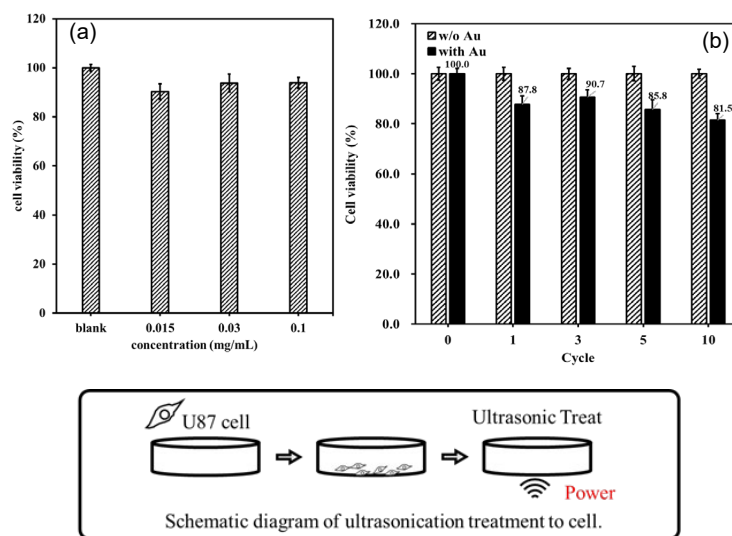 (a)
120
100
80
60
40
20
0
cell viability (%)
blank
0.015
0.03
0.1
concentration (mg/mL)
(b)
w/o Au
with Au
120.0
100.0
80.0
60.0
40.0
20.0
0.0
Cell viability (%)
100.0
87.8
90.7
85.8
81.5
0
1
3
5
10
Cycle
U87 cell
Ultrasonic Treat
Power
Schematic diagram of ultrasonication treatment to cell.